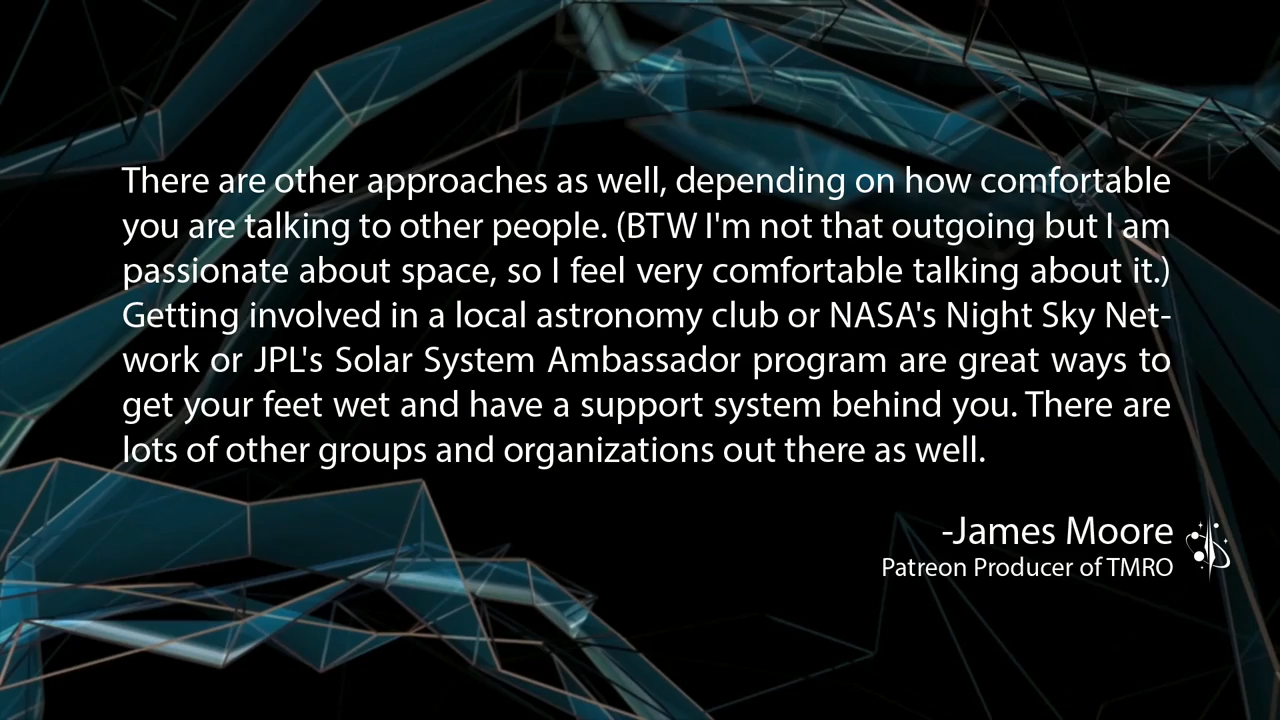 There are other approaches as well, depending on how comfortable
you are talking to other people. (BTW I'm not that outgoing but I am
passionate about space, so I feel very comfortable talking about it.)
Getting involved in a local astronomy club or NASA's Night Sky Net-
work or JPL's Solar System Ambassador program are great ways to
get your feet wet and have a support system behind you. There are
lots of other groups and organizations out there as well.
-James Moore
Patreon Producer of TMRO